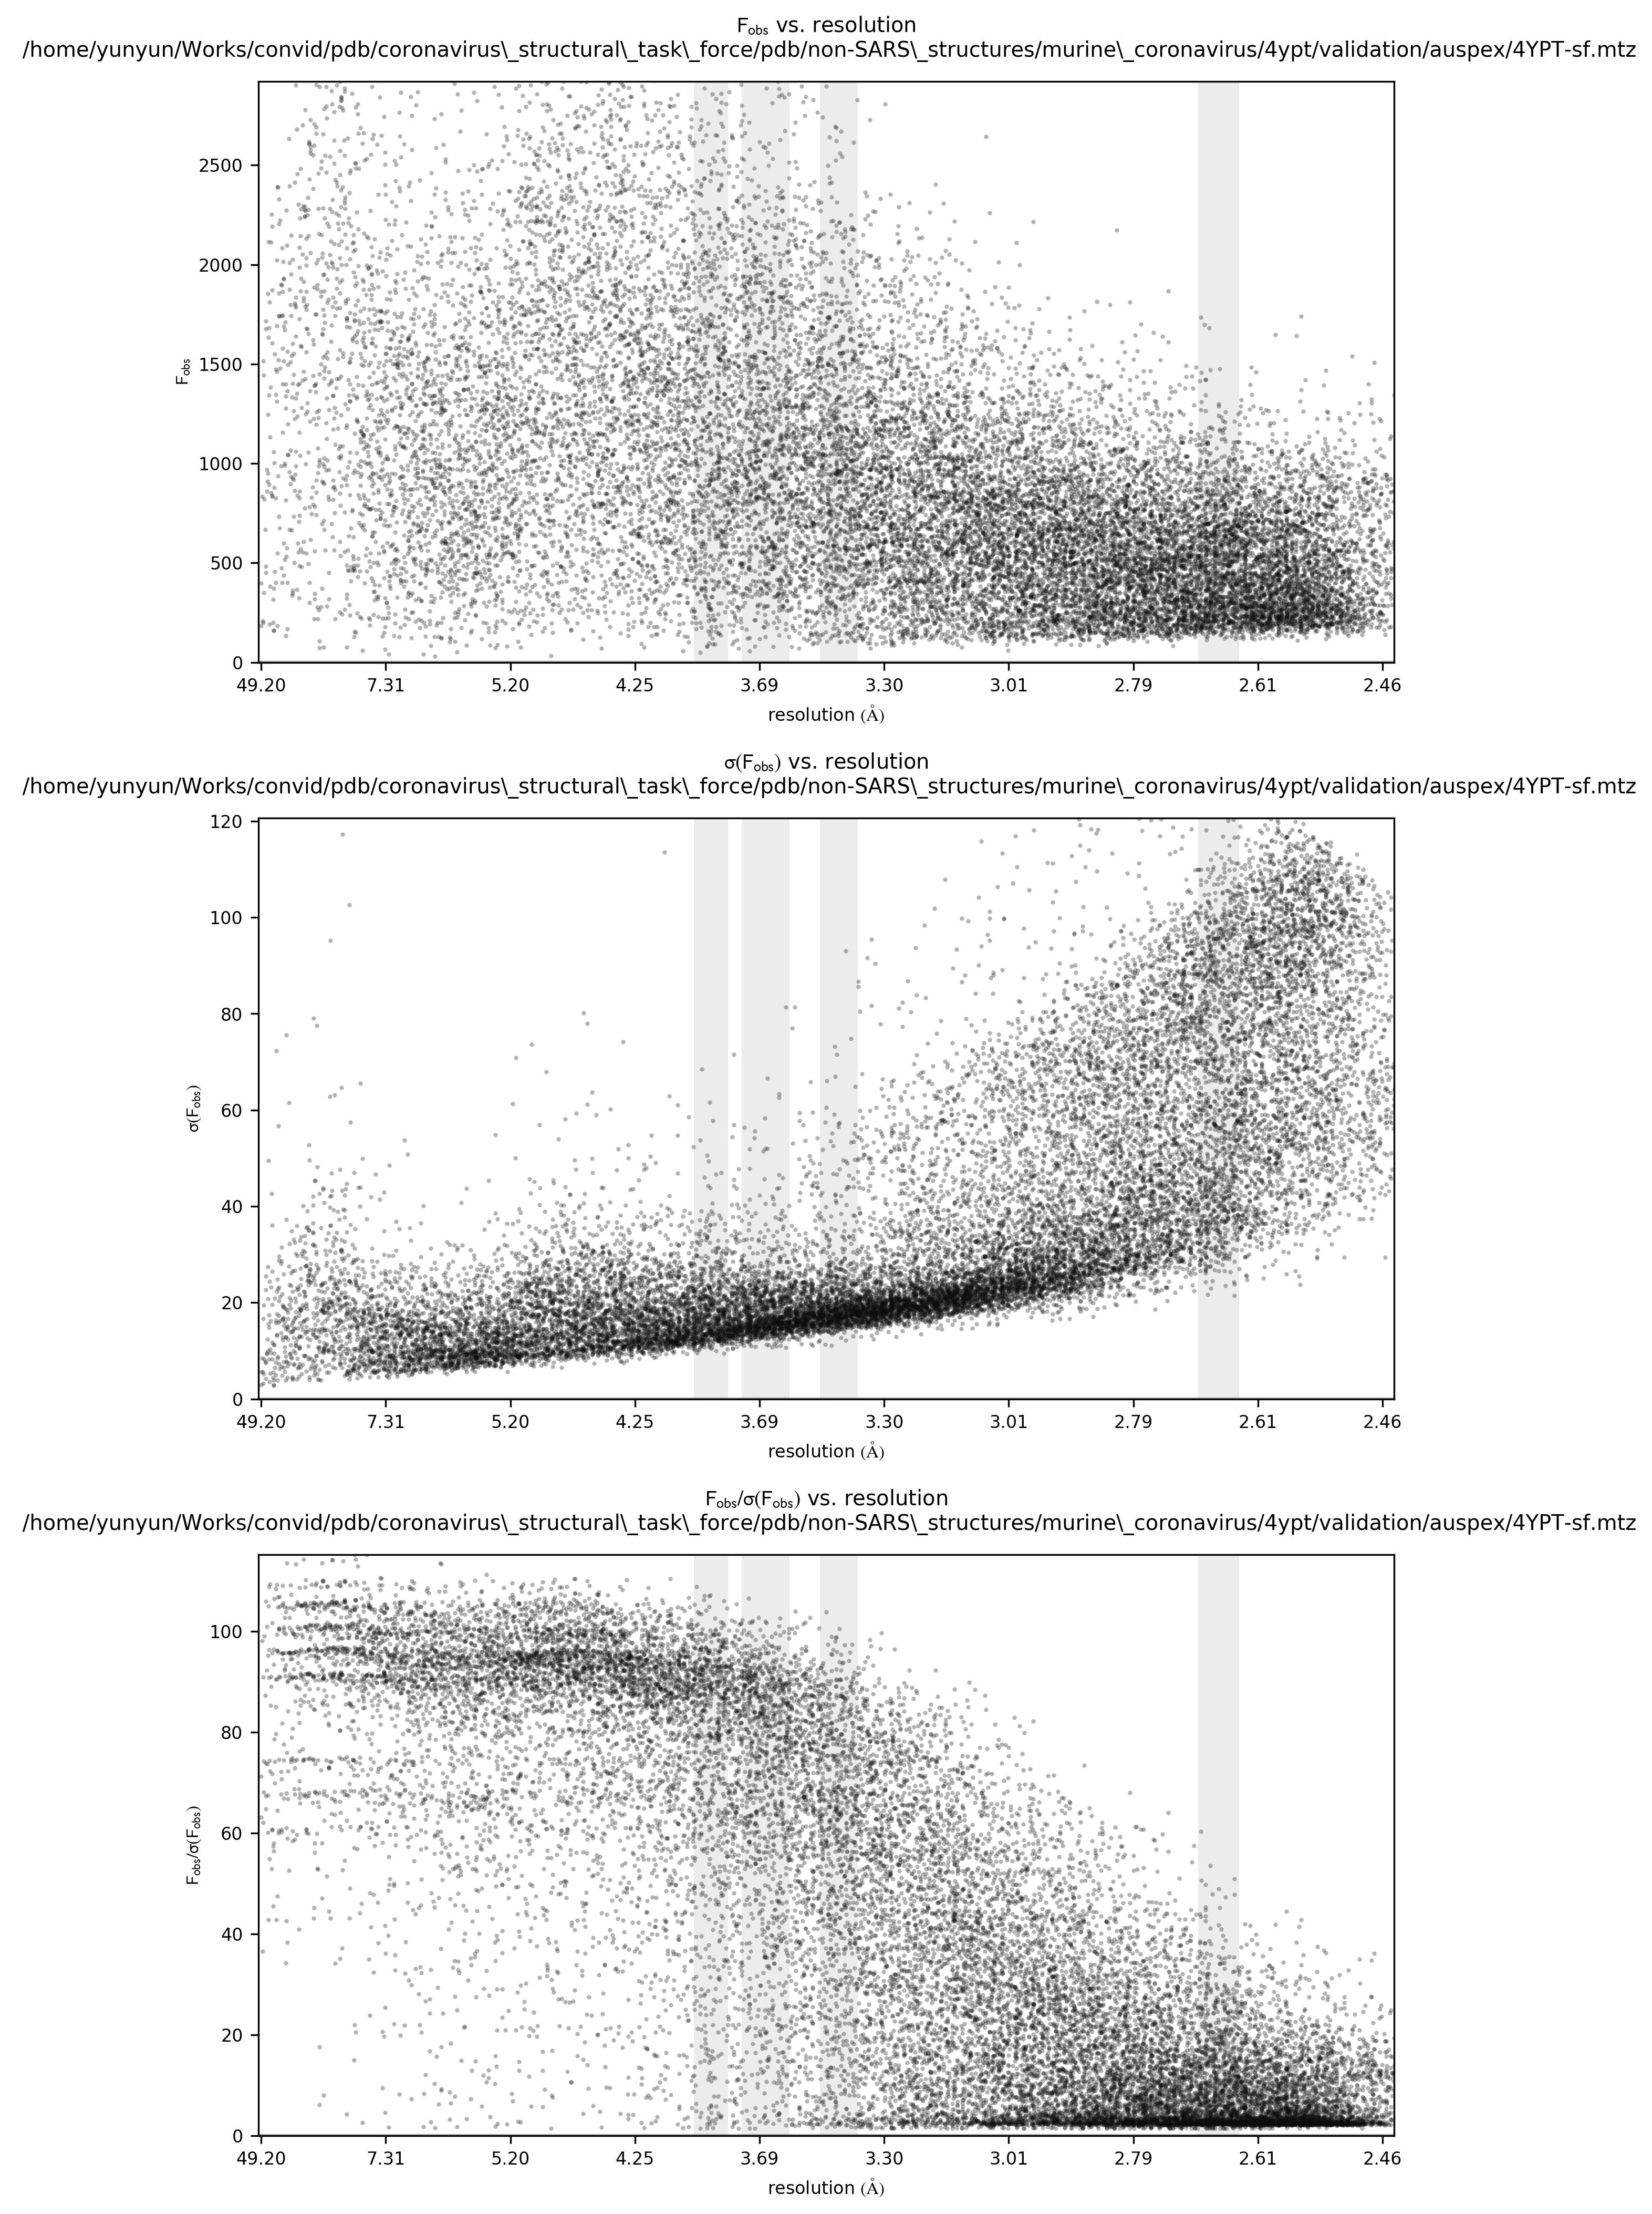 Fobs vs. resolution
/home/yunyun/Works/convid/pdb/coronavirus\_structural\_task\_force/pdb/non-SARS\_structures/murine\_coronavirus/4ypt/validation/auspex/4YPT-sf.mtz
2500
2000
1500
1000
500
0
Fobs
49.20 7.31 5.20 4.25 3.69 3.30 3.01 2.79 2.61 2.46
resolution (Å)
σ(Fobs) vs. resolution
/home/yunyun/Works/convid/pdb/coronavirus\_structural\_task\_force/pdb/non-SARS\_structures/murine\_coronavirus/4ypt/validation/auspex/4YPT-sf.mtz
120
100
80
60
40
20
0
σ(Fobs)
49.20 7.31 5.20 4.25 3.69 3.30 3.01 2.79 2.61 2.46
resolution (Å)
Fobs/σ(Fobs) vs. resolution
/home/yunyun/Works/convid/pdb/coronavirus\_structural\_task\_force/pdb/non-SARS\_structures/murine\_coronavirus/4ypt/validation/auspex/4YPT-sf.mtz
100
80
60
40
20
0
Fobs/σ(Fobs)
49.20 7.31 5.20 4.25 3.69 3.30 3.01 2.79 2.61 2.46
resolution (Å)